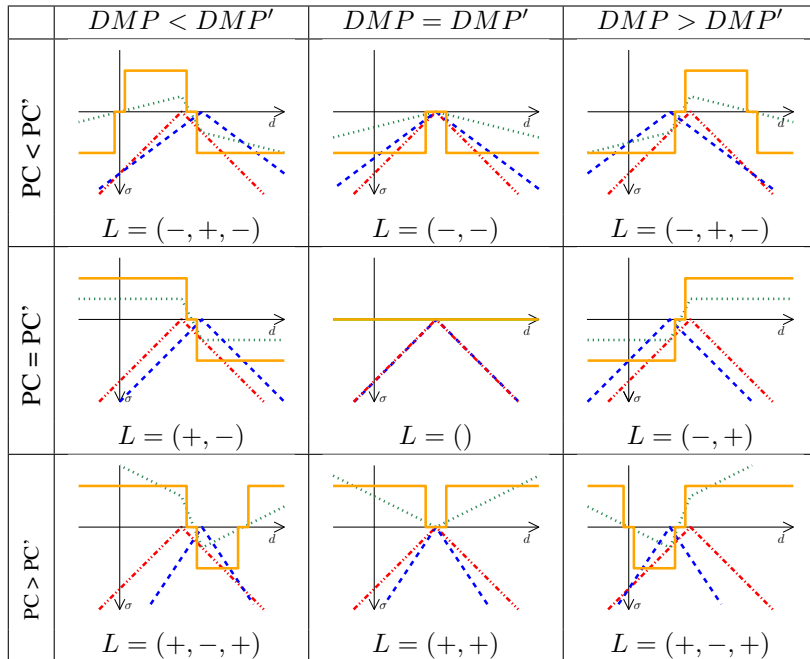 DMP < DMP′ DMP = DMP′ DMP > DMP′
PC < PC'
d
σ
L = (−, +, −)
d
σ
L = (−, −)
d
σ
L = (−, +, −)
PC = PC'
d
σ
L = (+, −)
d
σ
L = ()
d
σ
L = (−, +)
PC > PC'
d
σ
L = (+, −, +)
d
σ
L = (+, +)
d
σ
L = (+, −, +)